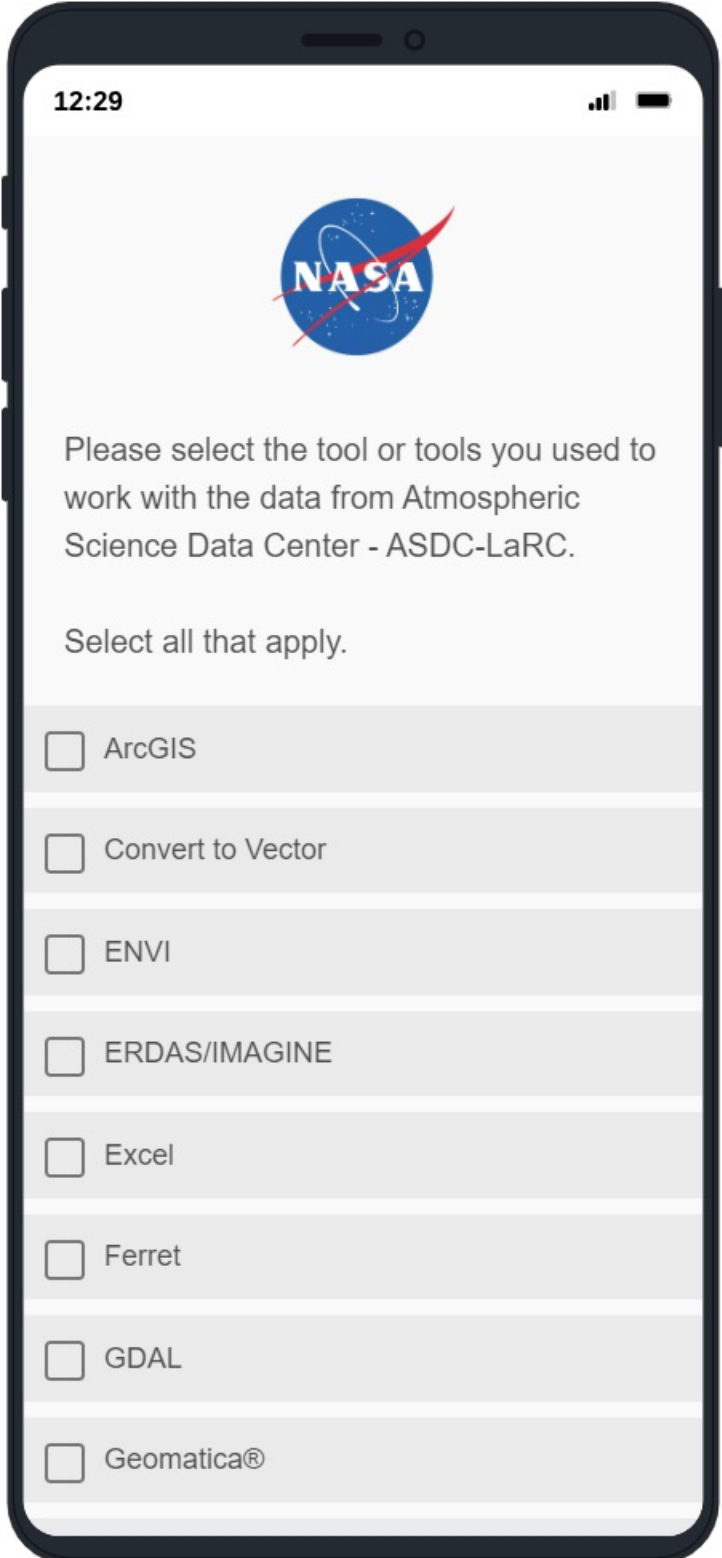 12:29
NASA
Please select the tool or tools you used to
work with the data from Atmospheric
Science Data Center - ASDC-LaRC.
Select all that apply.
ArcGIS
Convert to Vector
ENVI
ERDAS/IMAGINE
Excel
Ferret
GDAL
Geomatica®